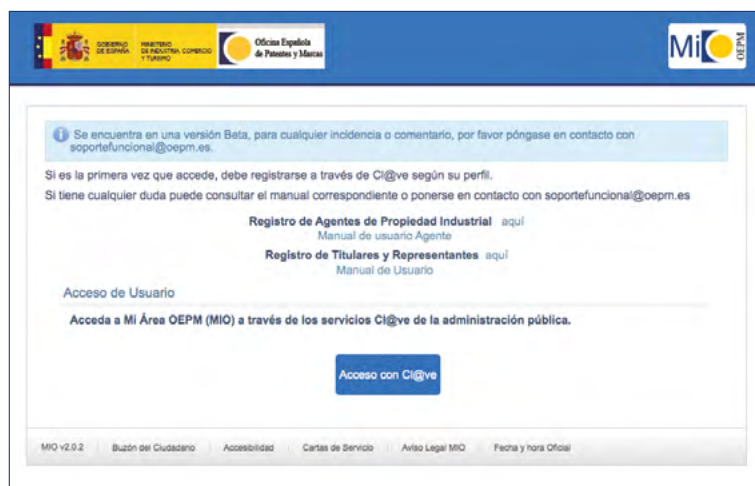 GOBIERNO
DE ESPAÑA
MINISTERIO
DE INDUSTRIA, COMERCIO
Y TURISMO
Oficina Española
de Patentes y Marcas
Mi
OEPM
Se encuentra en una versión Beta, para cualquier incidencia o comentario, por favor póngase en contacto con
soportefuncional@oepm.es.
Si es la primera vez que accede, debe registrarse a través de Cl@ve según su perfil.
Si tiene cualquier duda puede consultar el manual correspondiente o ponerse en contacto con soportefuncional@oepm.es
Registro de Agentes de Propiedad Industrial aquí
Manual de usuario Agente
Registro de Titulares y Representantes aquí
Manual de Usuario
Acceso de Usuario
Acceda a Mi Área OEPM (MIO) a través de los servicios Cl@ve de la administración pública.
Acceso con Cl@ve
MIO v2.0.2 Buzón del Ciudadano Accesibilidad Cartas de Servicio Aviso Legal MIO Fecha y hora Oficial